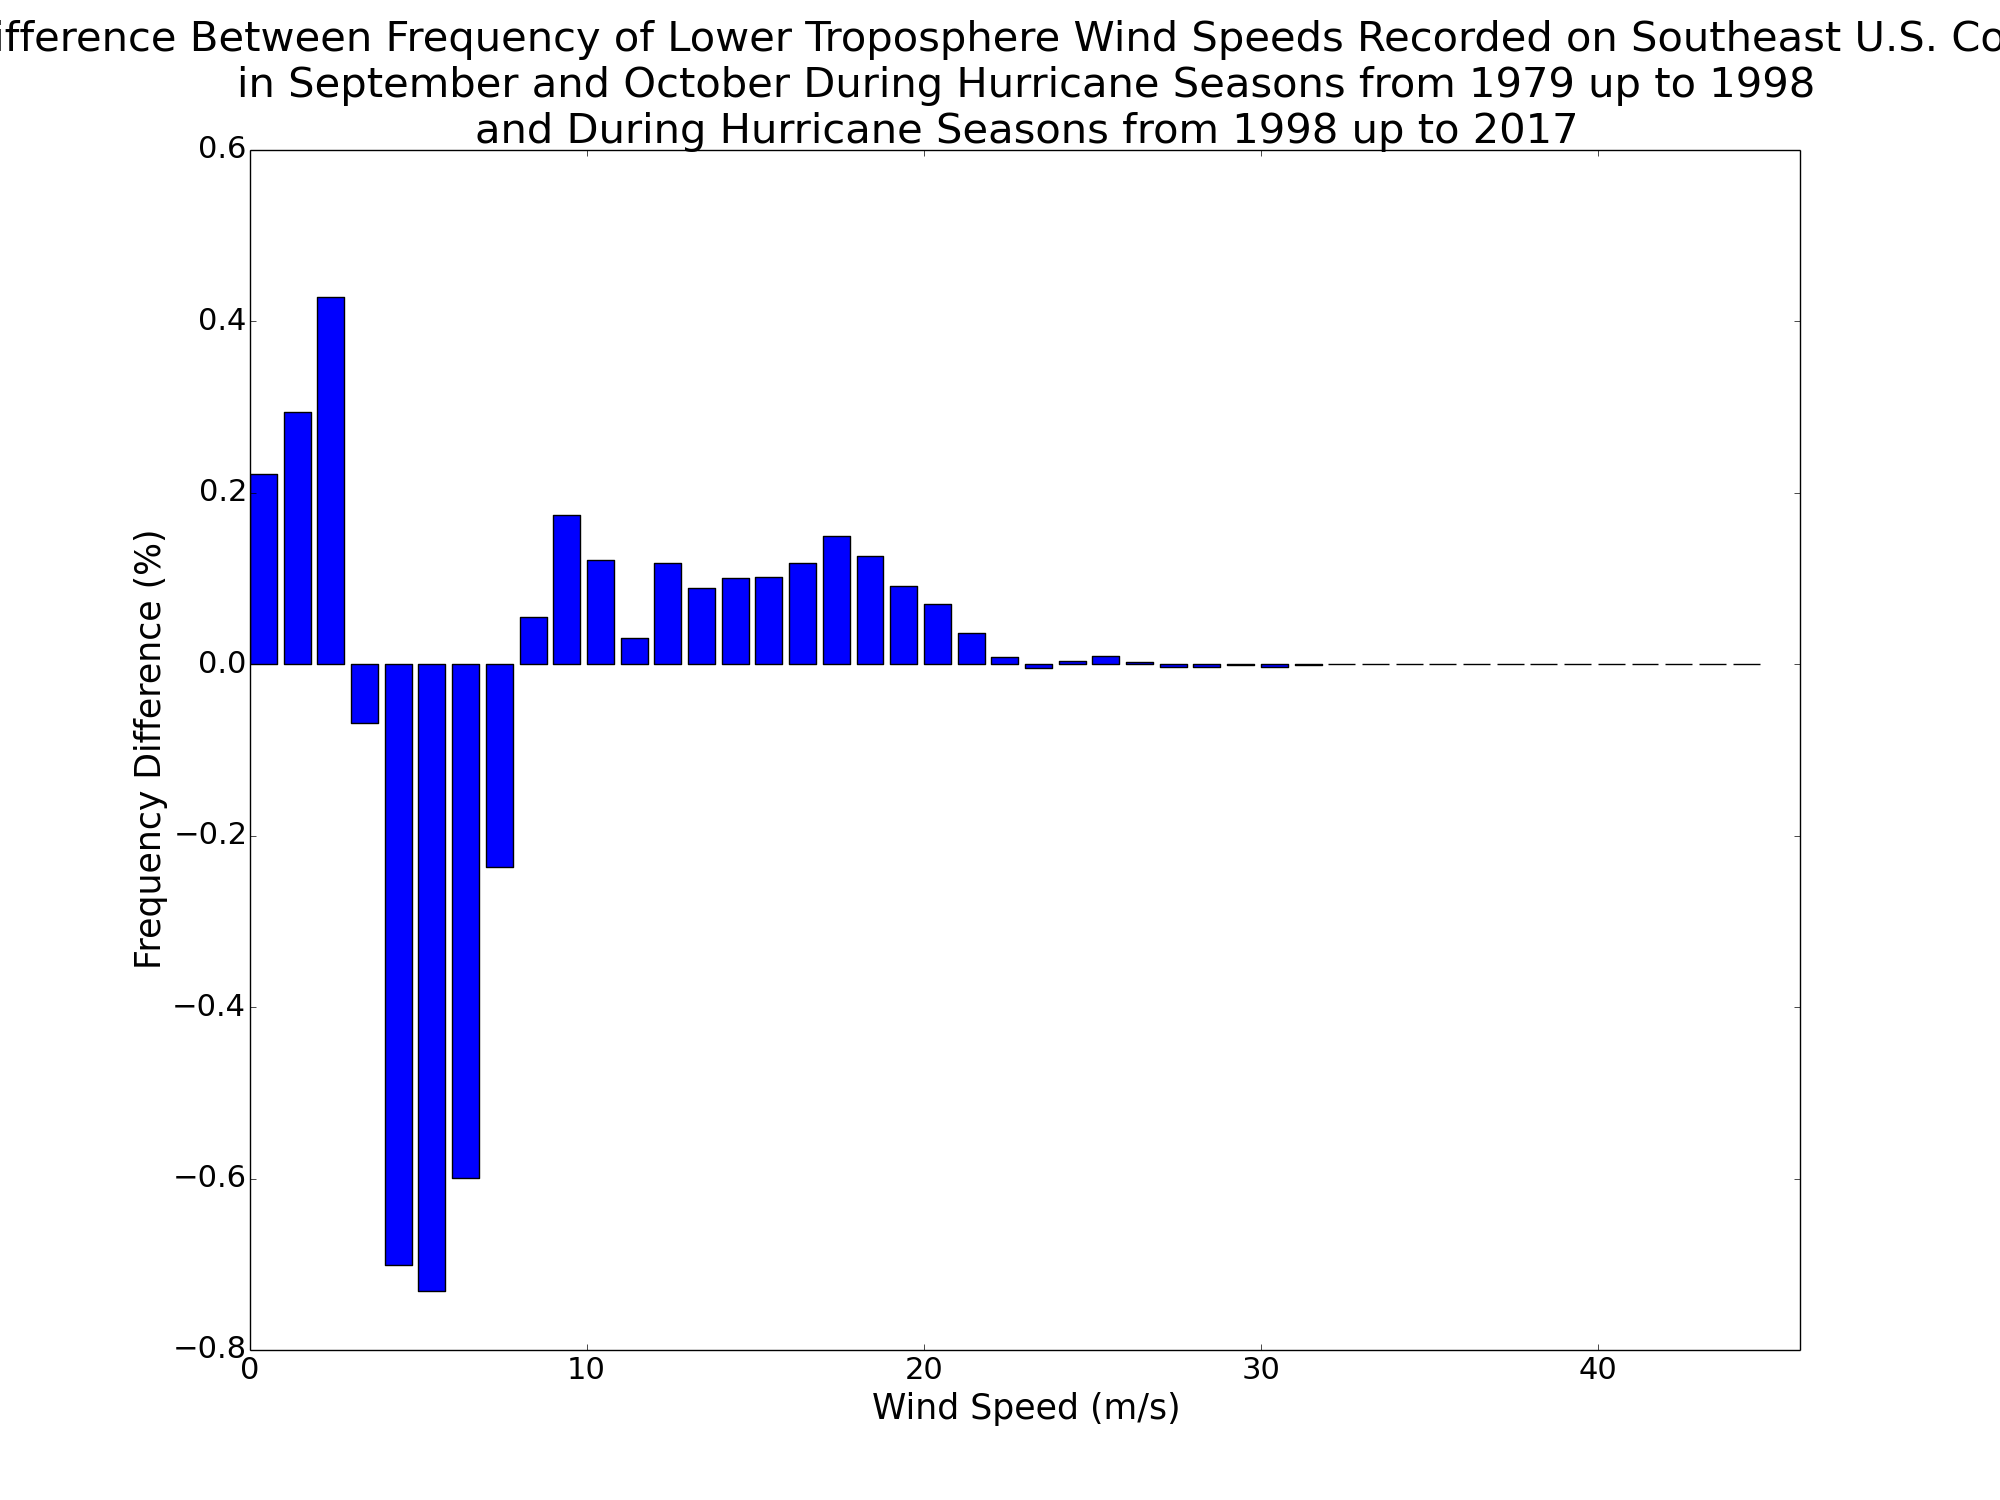 ifference Between Frequency of Lower Troposphere Wind Speeds Recorded on Southeast U.S. Co
in September and October During Hurricane Seasons from 1979 up to 1998
and During Hurricane Seasons from 1998 up to 2017
0.6
0.4
0.2
0.0
−0.2
−0.4
−0.6
−0.8
Frequency Difference (%)
0 10 20 30 40
Wind Speed (m/s)